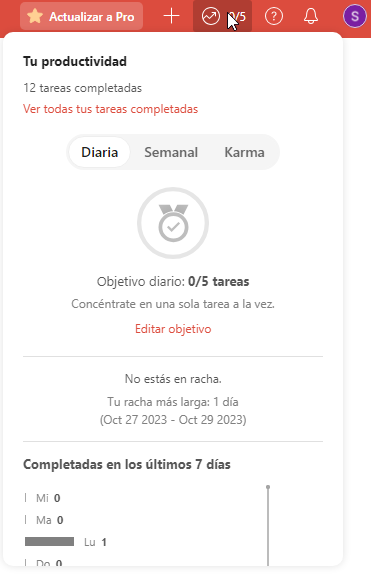 Actualizar a Pro
0/5
S
Tu productividad
12 tareas completadas
Ver todas tus tareas completadas
Diaria Semanal Karma
Objetivo diario: 0/5 tareas
Concéntrate en una sola tarea a la vez.
Editar objetivo
No estás en racha.
Tu racha más larga: 1 día
(Oct 27 2023 - Oct 29 2023)
Completadas en los últimos 7 días
Mi 0
Ma 0
Lu 1
Do 0